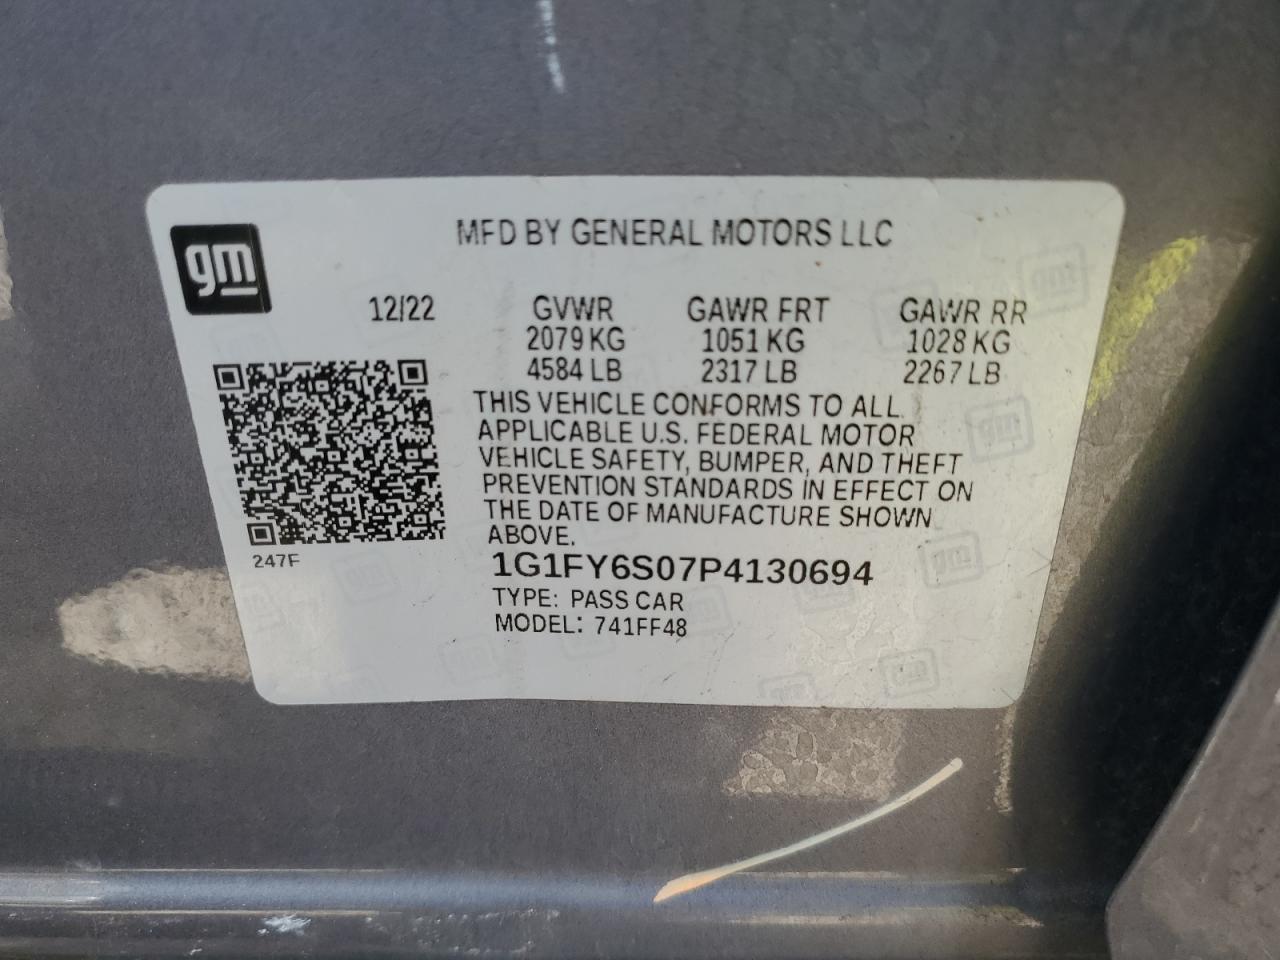 gm
MFD BY GENERAL MOTORS LLC
12/22 GVWR GAWR FRT GAWR RR
2079 KG 1051 KG 1028 KG
4584 LB 2317 LB 2267 LB
THIS VEHICLE CONFORMS TO ALL
APPLICABLE U.S. FEDERAL MOTOR
VEHICLE SAFETY, BUMPER, AND THEFT
PREVENTION STANDARDS IN EFFECT ON
THE DATE OF MANUFACTURE SHOWN
ABOVE.
247F
1G1FY6S07P4130694
TYPE: PASS CAR
MODEL: 741FF48